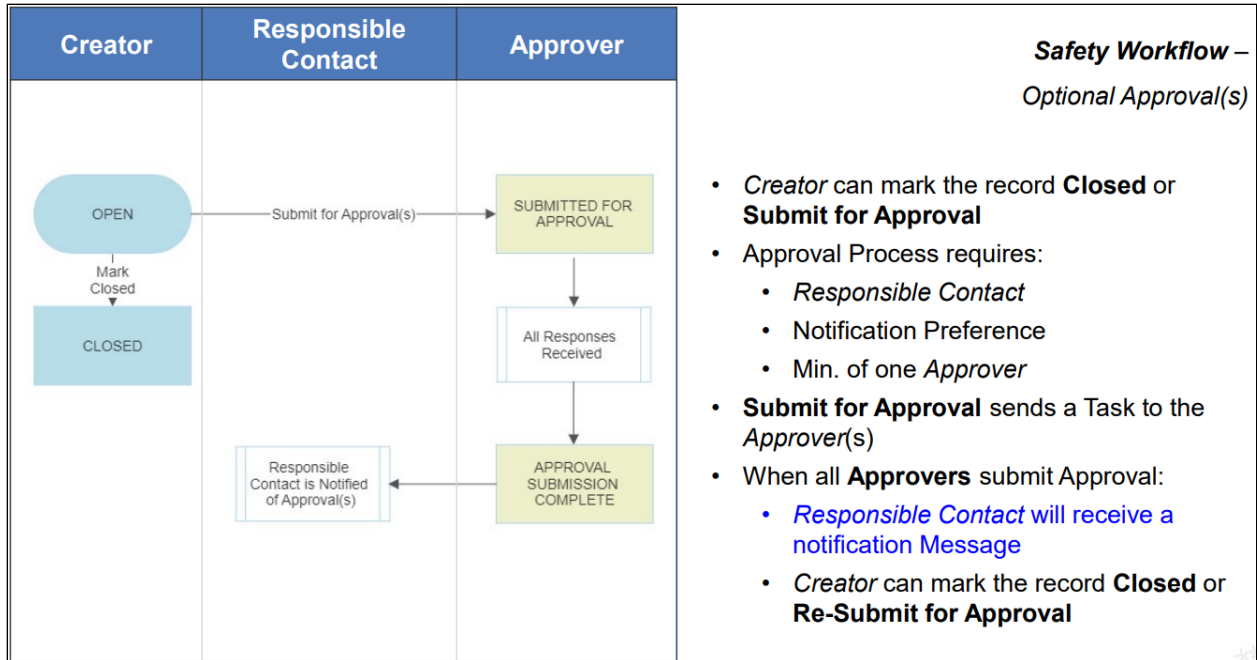 Creator
Responsible
Contact
Approver
OPEN
Submit for Approval(s)
SUBMITTED FOR
APPROVAL
Mark
Closed
CLOSED
All Responses
Received
Responsible
Contact is Notified
of Approval(s)
APPROVAL
SUBMISSION
COMPLETE
Safety Workflow –
Optional Approval(s)
• Creator can mark the record Closed or
Submit for Approval
• Approval Process requires:
• Responsible Contact
• Notification Preference
• Min. of one Approver
• Submit for Approval sends a Task to the
Approver(s)
• When all Approvers submit Approval:
• Responsible Contact will receive a
notification Message
• Creator can mark the record Closed or
Re-Submit for Approval